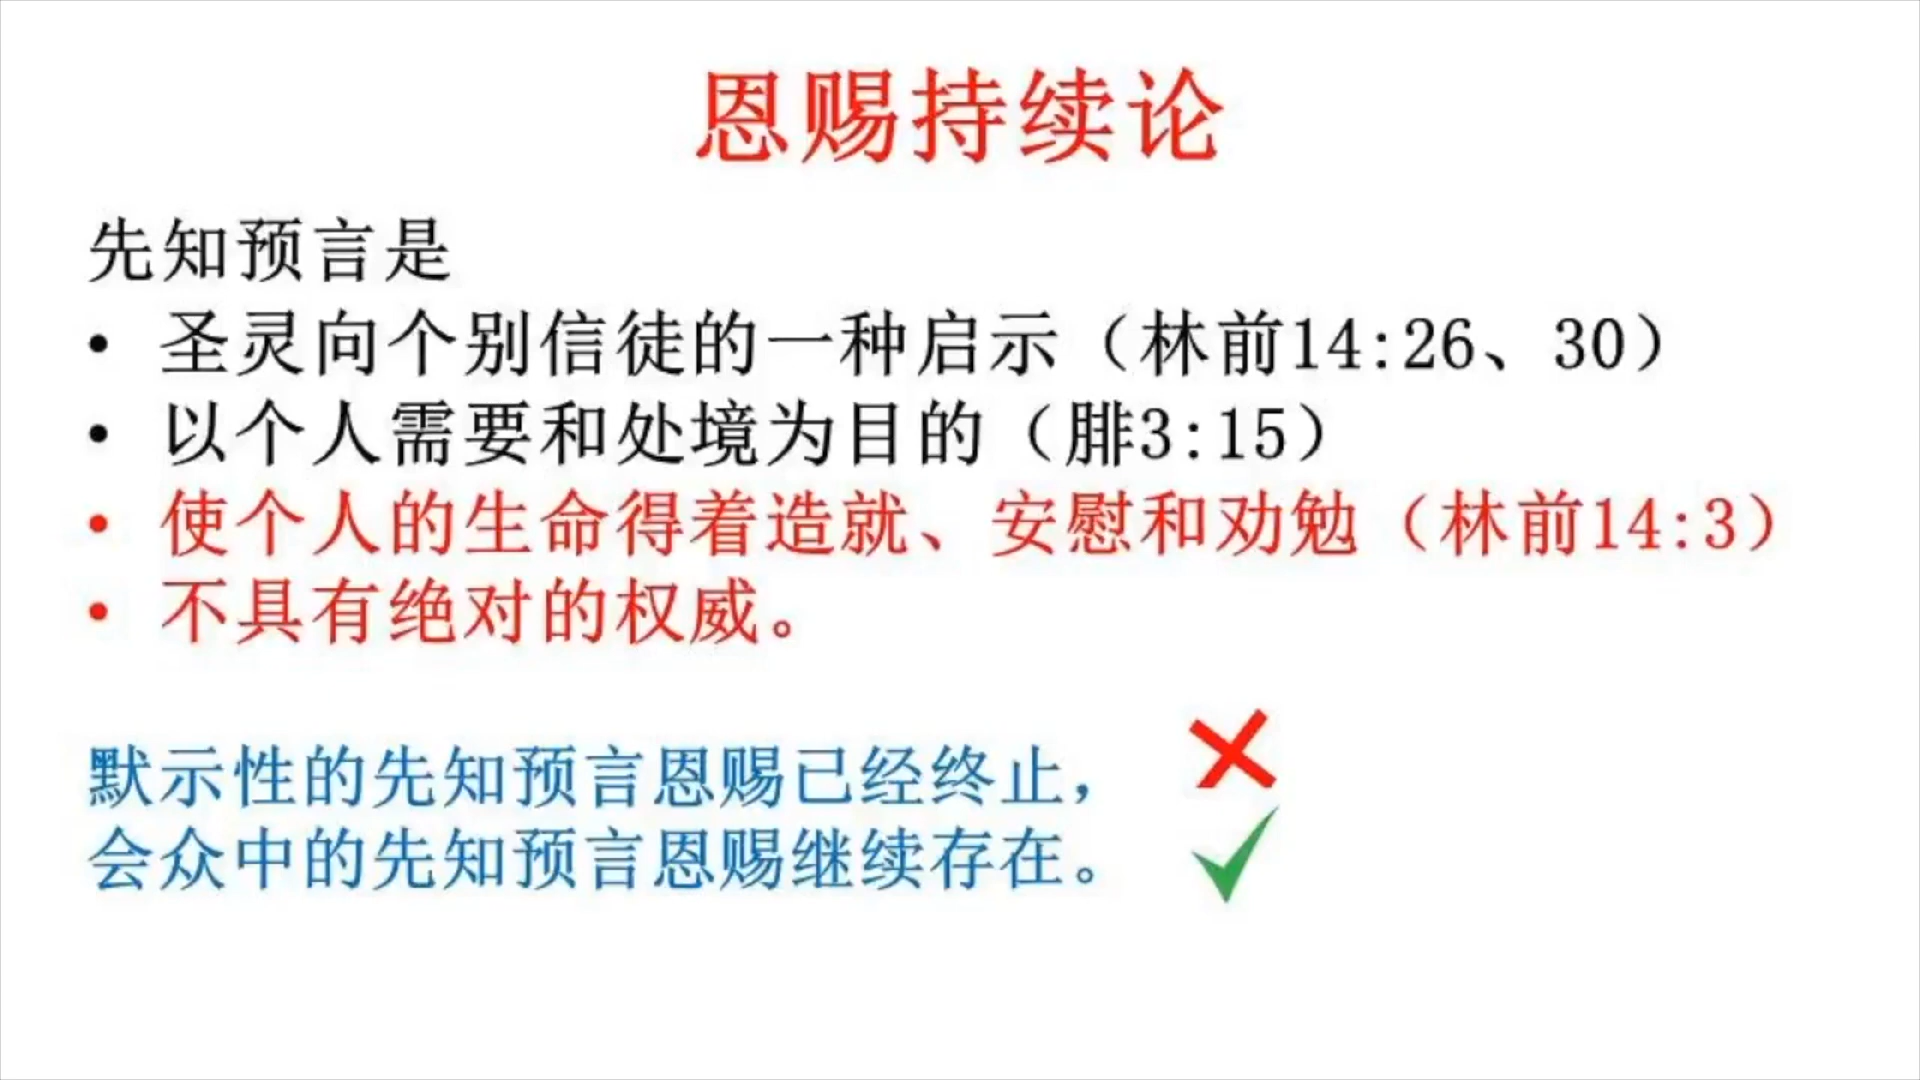 恩赐持续论
先知预言是
• 圣灵向个别信徒的一种启示（林前14:26、30）
• 以个人需要和处境为目的（腓3:15）
• 使个人的生命得着造就、安慰和劝勉（林前14:3）
• 不具有绝对的权威。
默示性的先知预言恩赐已经终止，
会众中的先知预言恩赐继续存在。